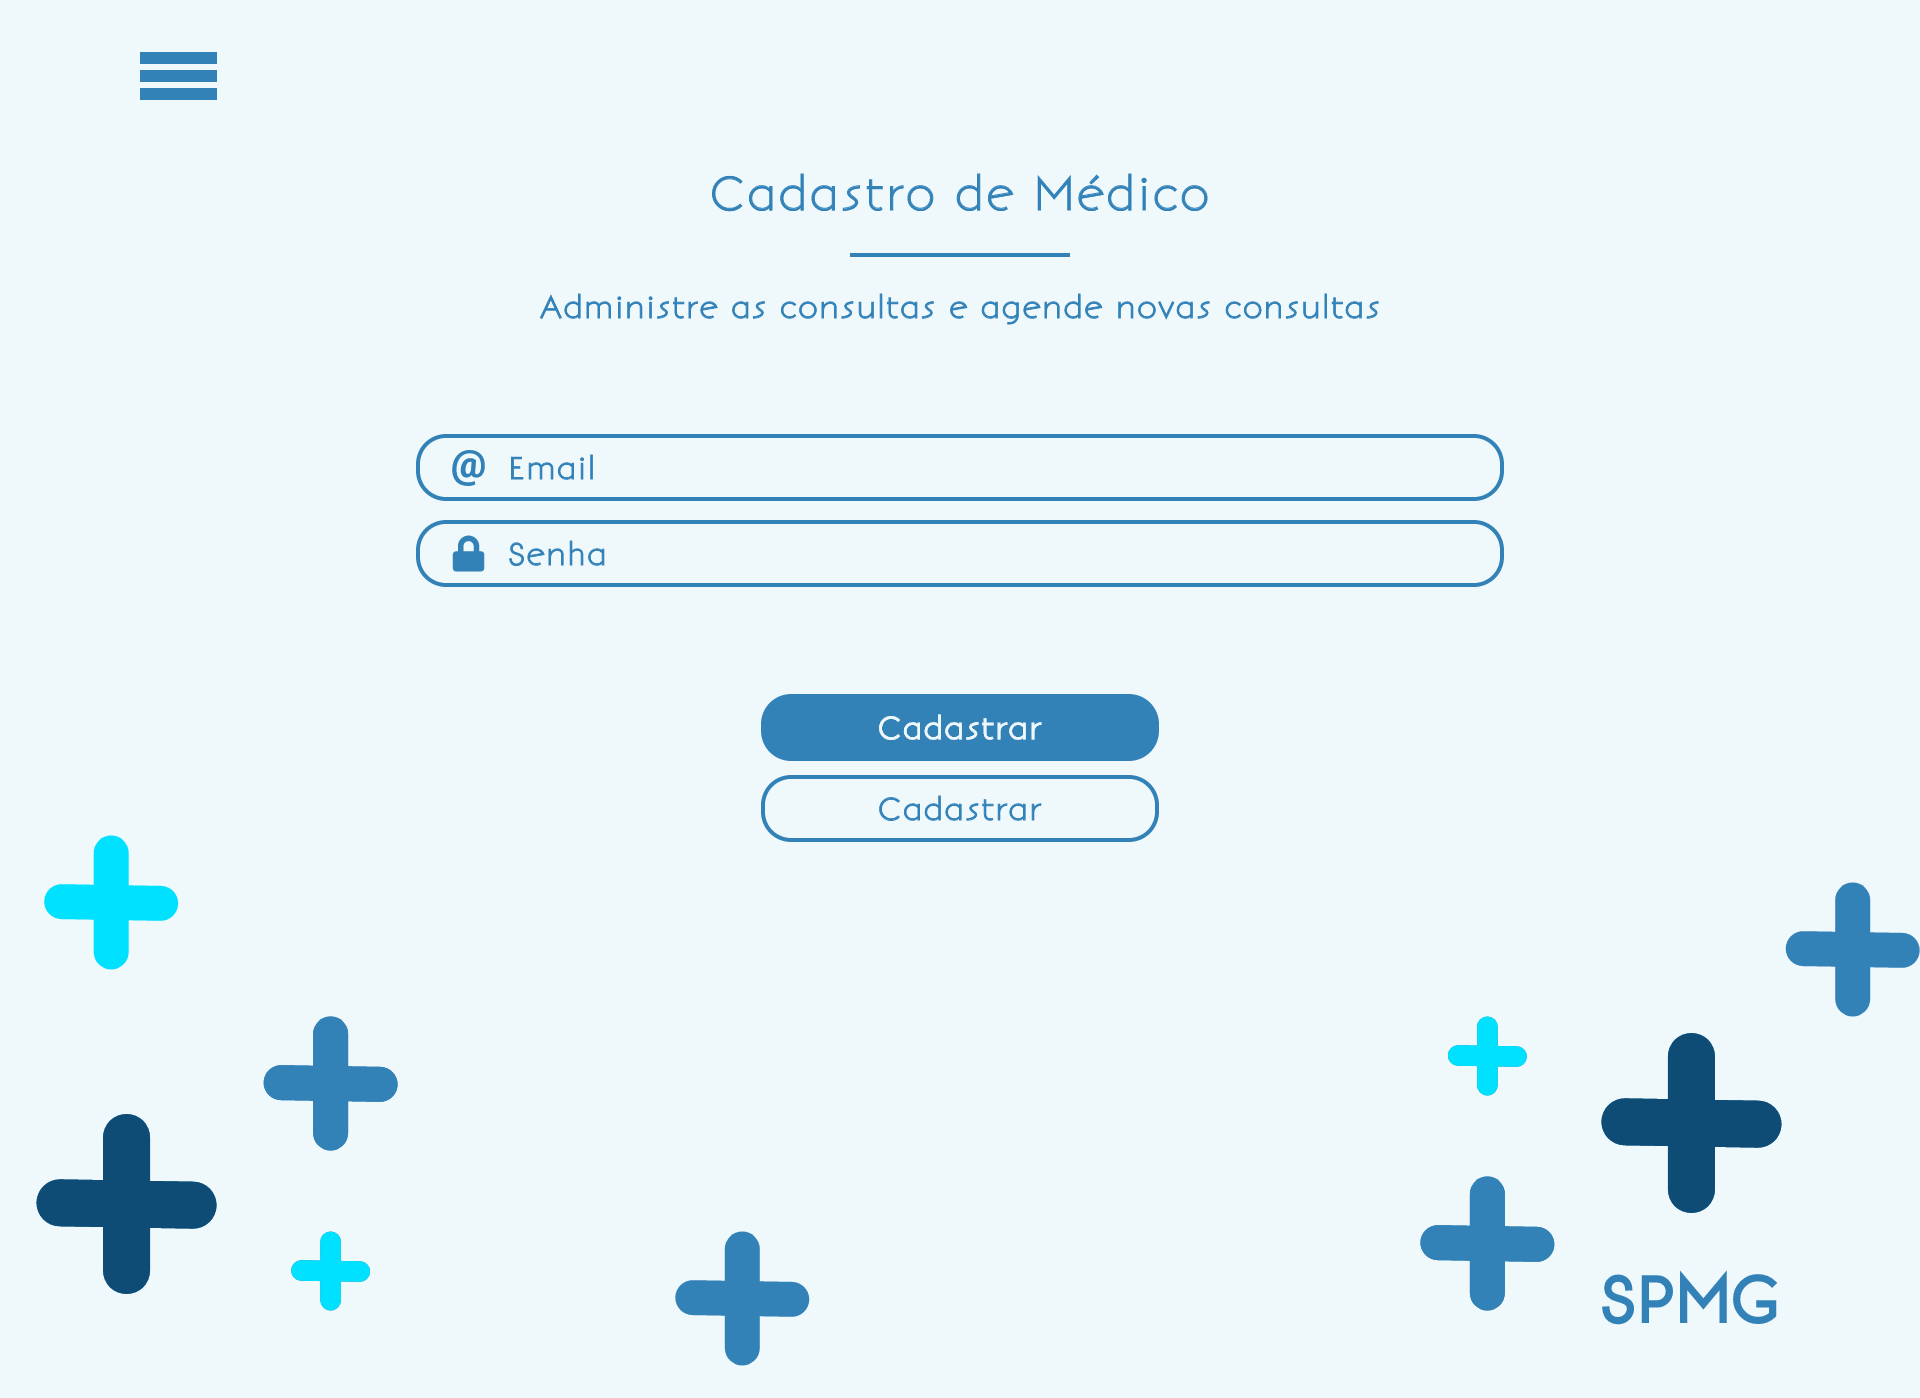 Cadastro de Médico
Administre as consultas e agende novas consultas
@ Email
Senha
Cadastrar
Cadastrar
SPMG